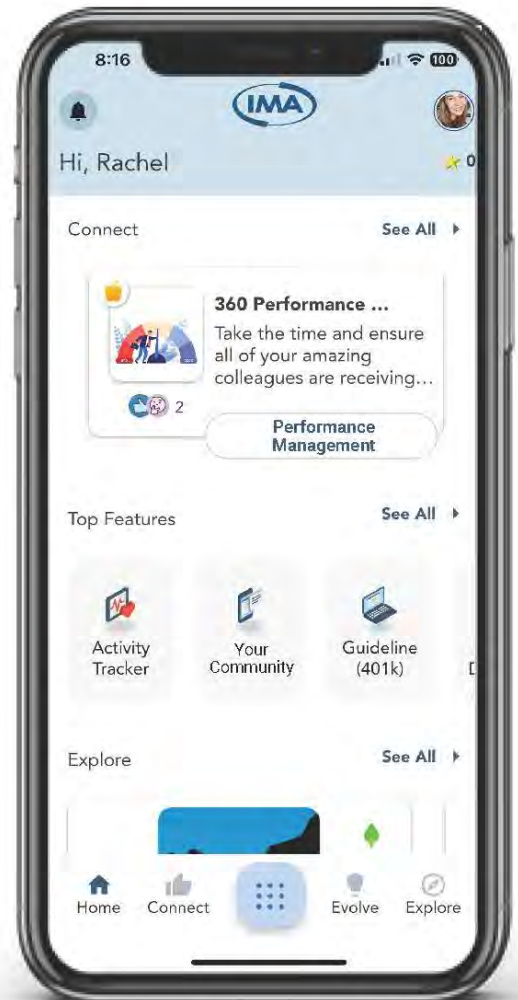 8:16
100
IMA
Hi, Rachel
0
Connect
See All
360 Performance ...
Take the time and ensure
all of your amazing
colleagues are receiving...
2
Performance
Management
Top Features
See All
Activity
Tracker
Your
Community
Guideline
(401k)
Explore
See All
Home
Connect
Evolve
Explore